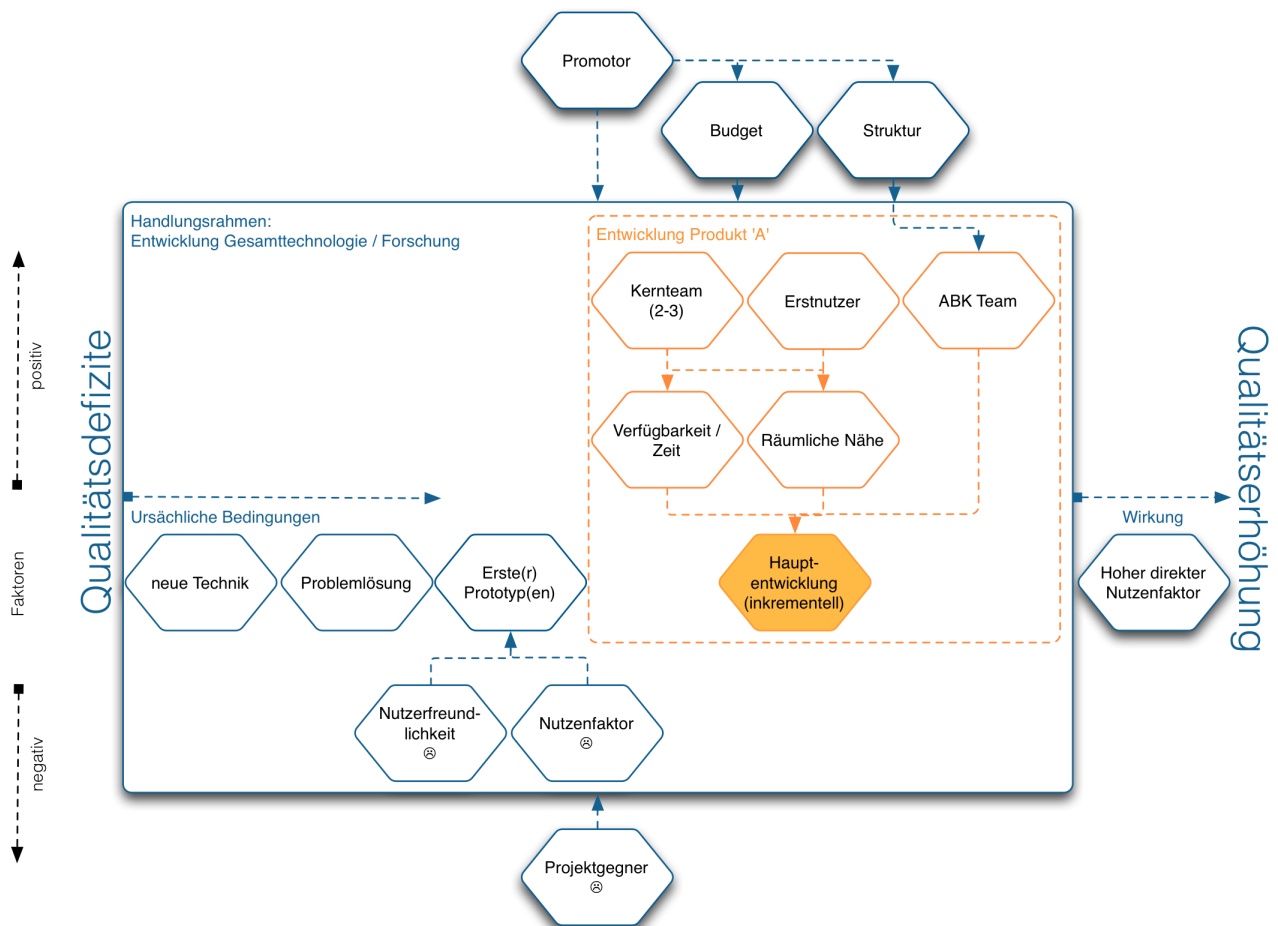 Promotor
Budget
Struktur
Handlungsrahmen:
Entwicklung Gesamttechnologie / Forschung
Entwicklung Produkt 'A'
Kernteam
(2-3)
Erstnutzer
ABK Team
Verfügbarkeit /
Zeit
Räumliche Nähe
positiv
Faktoren
negativ
Qualitätsdefizite
Qualitätserhöhung
Ursächliche Bedingungen
Wirkung
neue Technik
Problemlösung
Erste(r)
Prototyp(en)
Haupt-
entwicklung
(inkrementell)
Hoher direkter
Nutzenfaktor
Nutzerfreund-
lichkeit
☹
Nutzenfaktor
☹
Projektgegner
☹